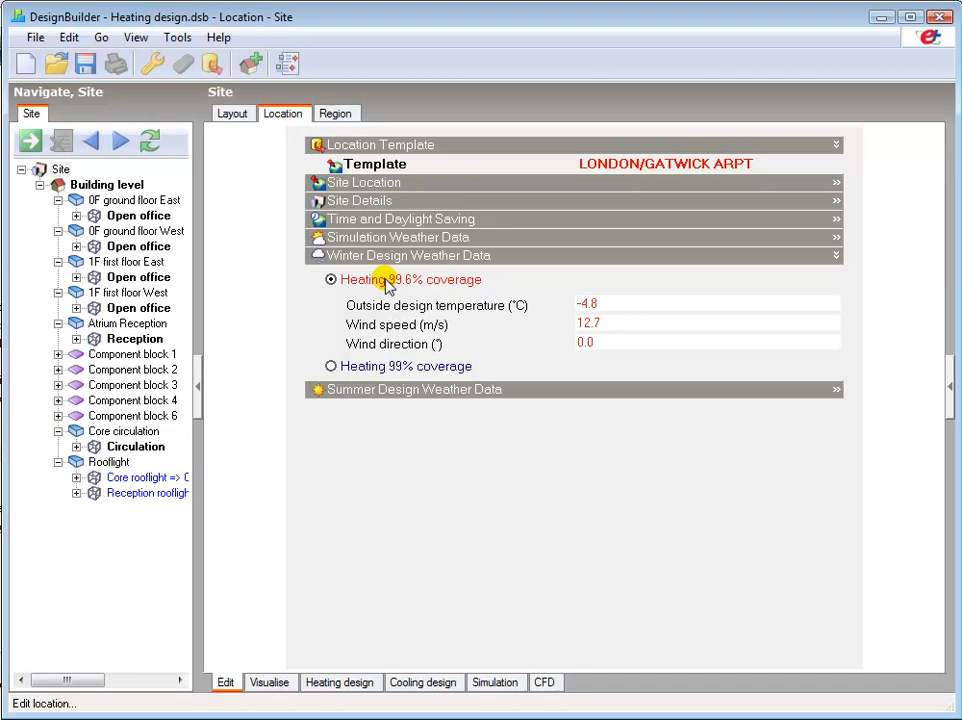 DesignBuilder - Heating design.dsb - Location - Site
File Edit Go View Tools Help
Navigate, Site
Site
Site
Layout Location Region
Site
Building level
0F ground floor East
Open office
0F ground floor West
Open office
1F first floor East
Open office
1F first floor West
Open office
Atrium Reception
Reception
Component block 1
Component block 2
Component block 3
Component block 4
Component block 6
Core circulation
Circulation
Rooflight
Core rooflight => C
Reception rooflight
Location Template
Template LONDON/GATWICK ARPT
Site Location
Site Details
Time and Daylight Saving
Simulation Weather Data
Winter Design Weather Data
Heating 99.6% coverage
Outside design temperature (°C) -4.8
Wind speed (m/s) 12.7
Wind direction (°) 0.0
Heating 99% coverage
Summer Design Weather Data
Edit Visualise Heating design Cooling design Simulation CFD
Edit location...